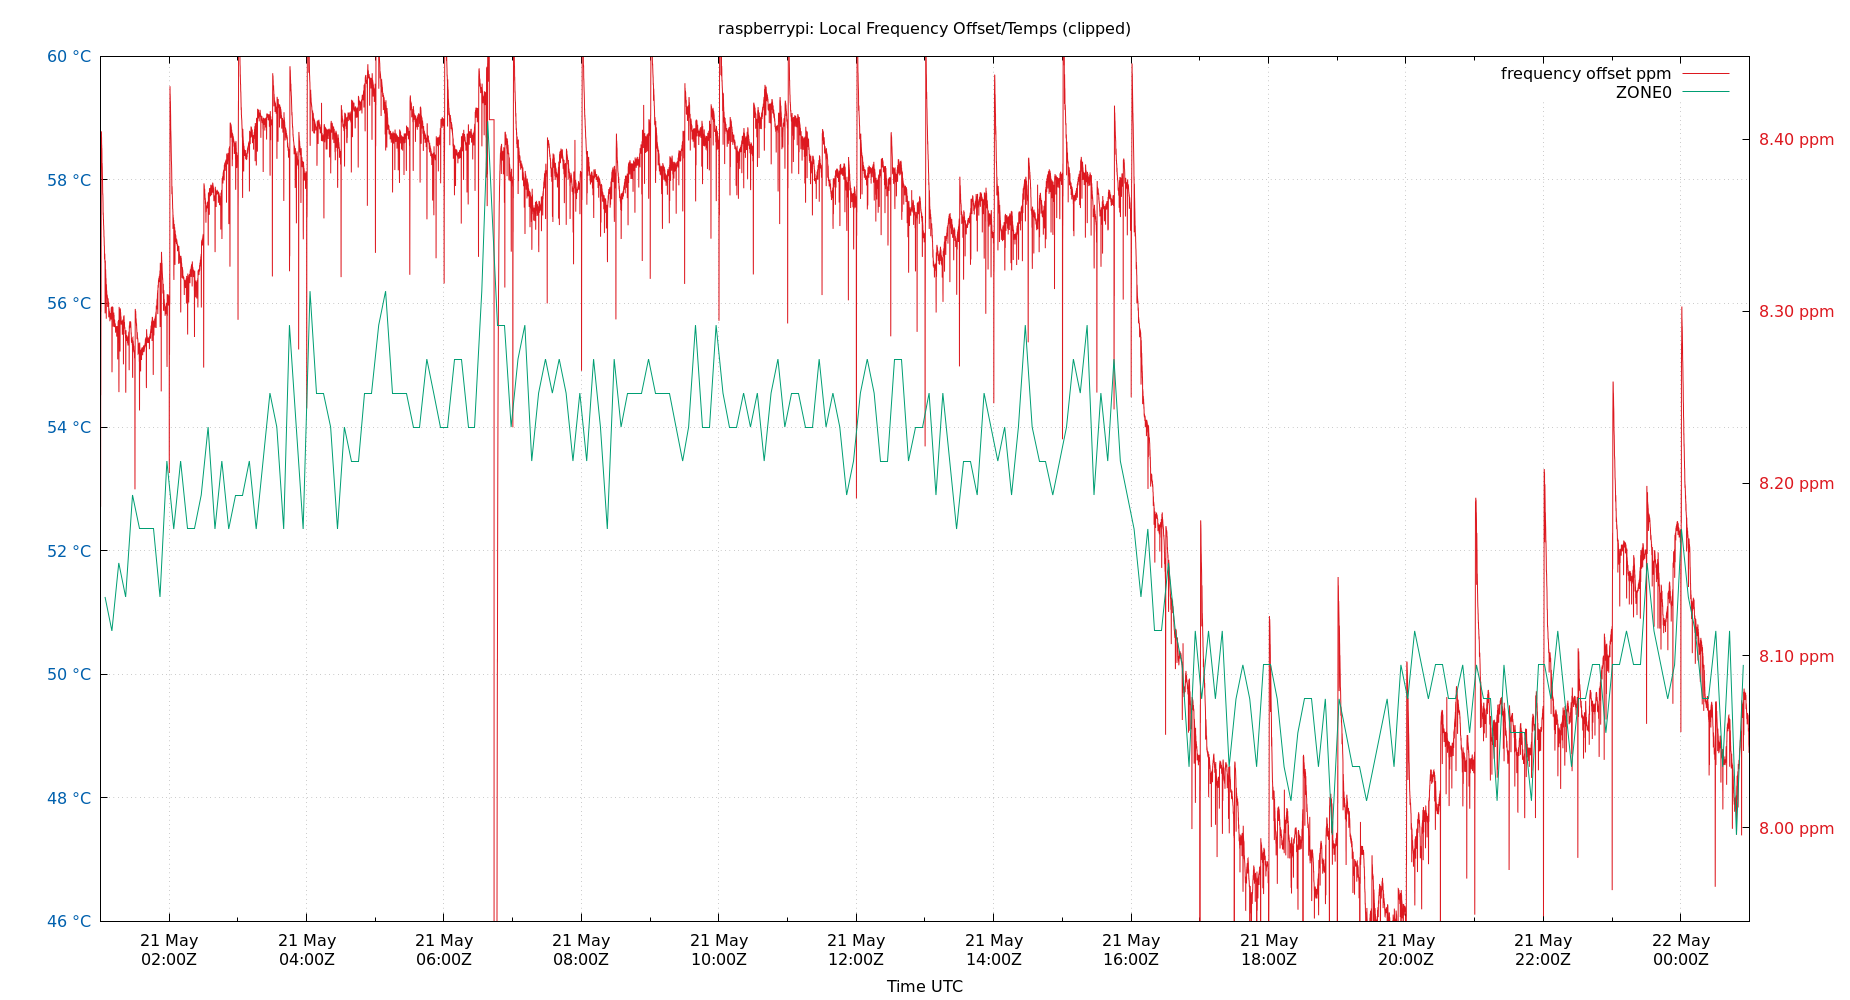 raspberrypi: Local Frequency Offset/Temps (clipped)
frequency offset ppm
ZONE0
60 °C
58 °C
56 °C
54 °C
52 °C
50 °C
48 °C
46 °C
8.40 ppm
8.30 ppm
8.20 ppm
8.10 ppm
8.00 ppm
21 May
02:00Z
21 May
04:00Z
21 May
06:00Z
21 May
08:00Z
21 May
10:00Z
21 May
12:00Z
21 May
14:00Z
21 May
16:00Z
21 May
18:00Z
21 May
20:00Z
21 May
22:00Z
22 May
00:00Z
Time UTC